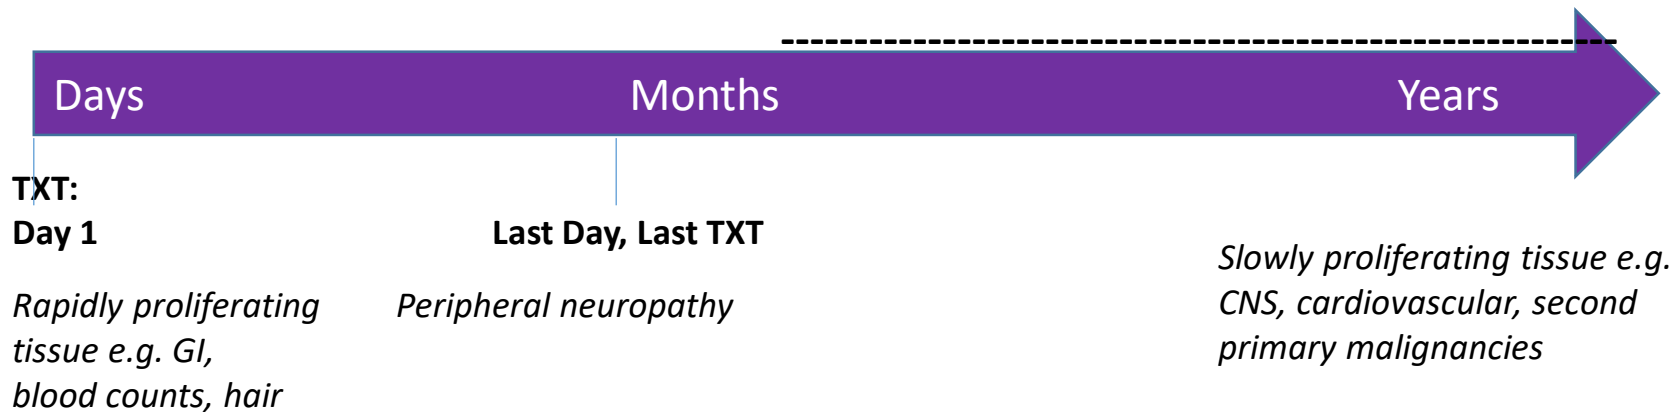 Days Months Years
TXT:
Day 1
Last Day, Last TXT
Rapidly proliferating
tissue e.g. GI,
blood counts, hair
Peripheral neuropathy
Slowly proliferating tissue e.g.
CNS, cardiovascular, second
primary malignancies